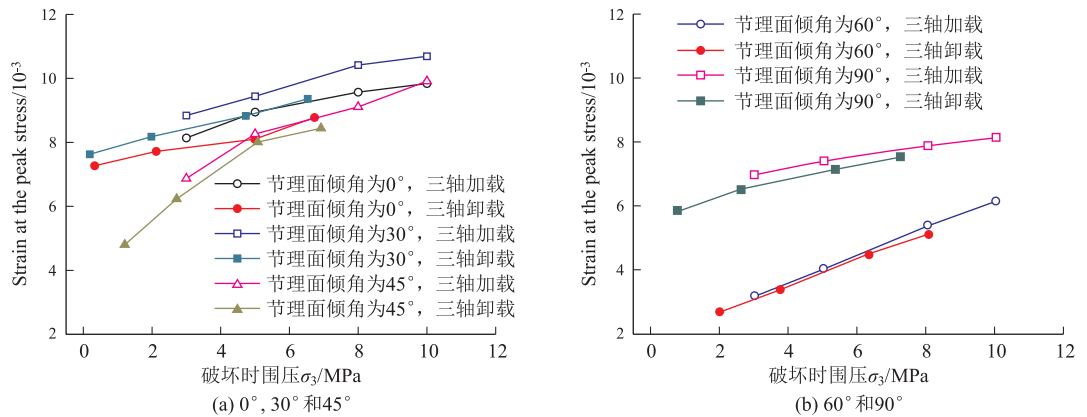 14
12
10
8
6
4
2
Strain at the peak stress/10⁻³
节理面倾角为0°，三轴加载
节理面倾角为0°，三轴卸载
节理面倾角为30°，三轴加载
节理面倾角为30°，三轴卸载
节理面倾角为45°，三轴加载
节理面倾角为45°，三轴卸载
0 2 4 6 8 10 12
破坏时围压σ₃/MPa
(a) 0°, 30°和45°
12
10
8
6
4
2
Strain at the peak stress/10⁻³
节理面倾角为60°，三轴加载
节理面倾角为60°，三轴卸载
节理面倾角为90°，三轴加载
节理面倾角为90°，三轴卸载
0 2 4 6 8 10 12
破坏时围压σ₃/MPa
(b) 60°和90°